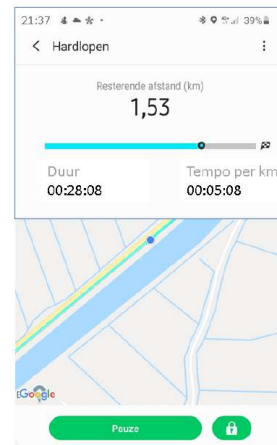 21:37 39%
Hardlopen
Resterende afstand (km)
1,53
Duur
Tempo per km
00:28:08
00:05:08
Google
Pauze